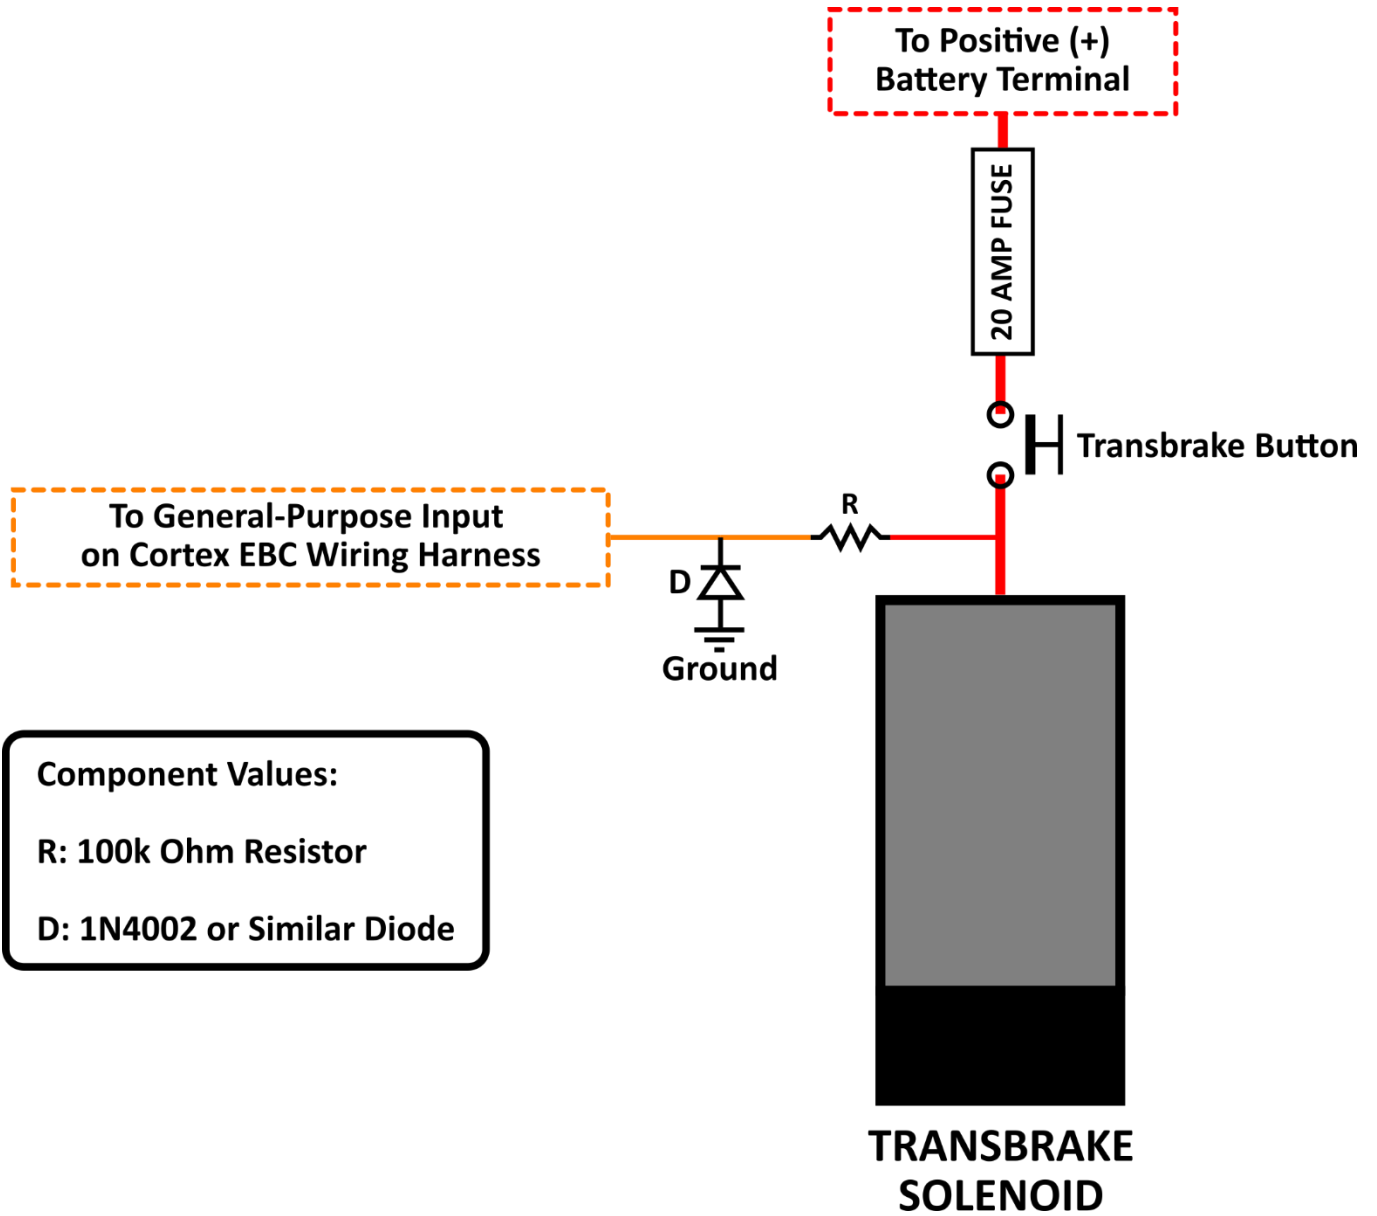 To Positive (+)
Battery Terminal
20 AMP FUSE
Transbrake Button
R
To General-Purpose Input
on Cortex EBC Wiring Harness
D
Ground
Component Values:
R: 100k Ohm Resistor
D: 1N4002 or Similar Diode
TRANSBRAKE
SOLENOID